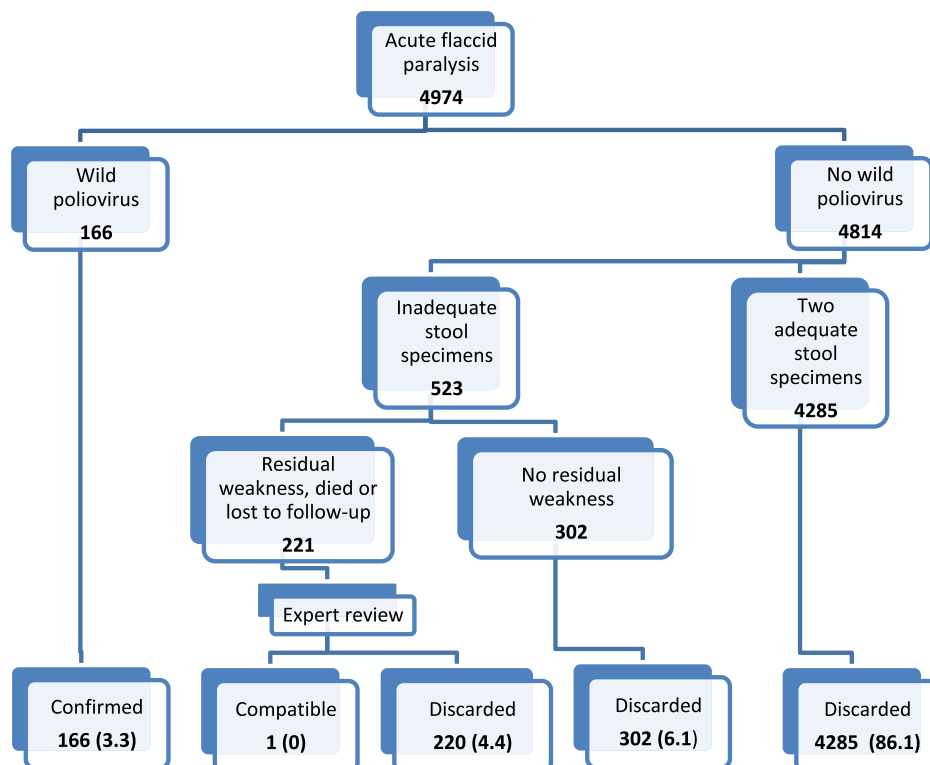 Acute flaccid
paralysis
4974
Wild
poliovirus
166
No wild
poliovirus
4814
Inadequate
stool
specimens
523
Two
adequate
stool
specimens
4285
Residual
weakness, died or
lost to follow-up
221
No residual
weakness
302
Expert review
Confirmed
166 (3.3)
Compatible
1 (0)
Discarded
220 (4.4)
Discarded
302 (6.1)
Discarded
4285 (86.1)